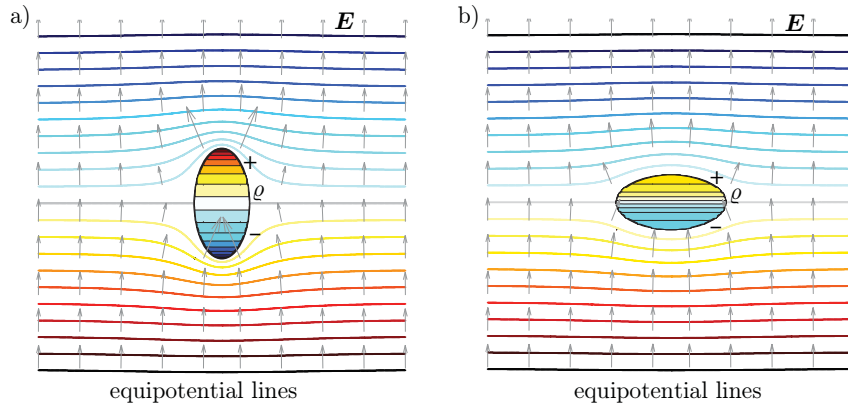 a)
E
+
ϱ
−
equipotential lines
b)
E
+
ϱ
−
equipotential lines